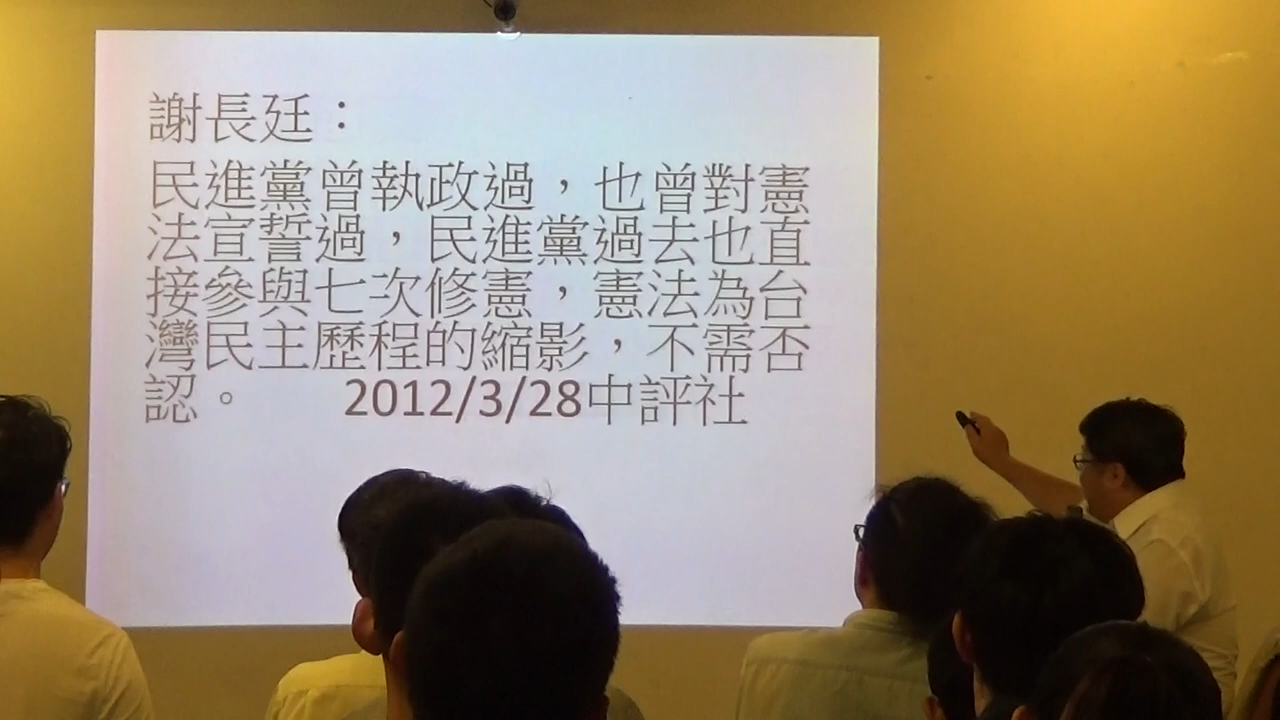 謝長廷：
民進黨曾執政過，也曾對憲
法宣誓過，民進黨過去也直
接參與七次修憲，憲法為台
灣民主歷程的縮影，不需否
認。 2012/3/28中評社